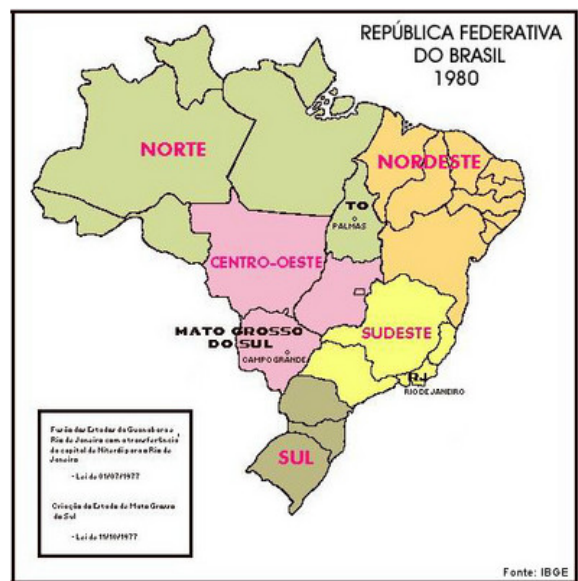 REPÚBLICA FEDERATIVA
DO BRASIL
1980
NORTE
NORDESTE
TO
PALMAS
CENTRO-OESTE
MATO GROSSO
DO SUL
CAMPO GRANDE
SUDESTE
RJ
RIO DE JANEIRO
SUL
Fusão dos Estados da Guanabara e
Rio de Janeiro com a transferência
da capital de Niterói para o Rio de
Janeiro
- Lei de 01/07/1977
Criação do Estado de Mato Grosso
do Sul
- Lei de 11/10/1977
Fonte: IBGE